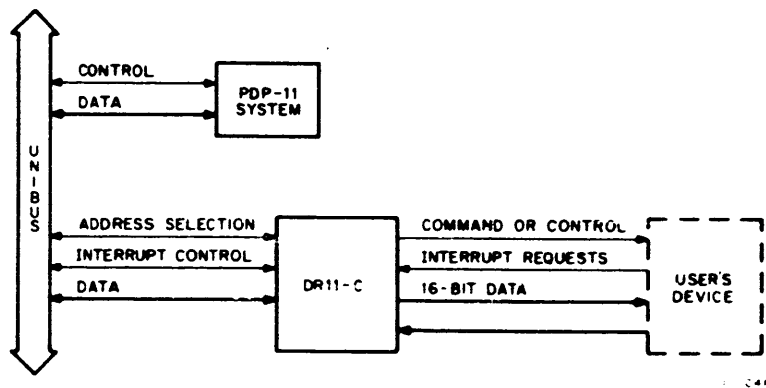 CONTROL
DATA
PDP-11
SYSTEM
UNIBUS
ADDRESS SELECTION
INTERRUPT CONTROL
DATA
DR11-C
COMMAND OR CONTROL
INTERRUPT REQUESTS
16-BIT DATA
USER'S
DEVICE